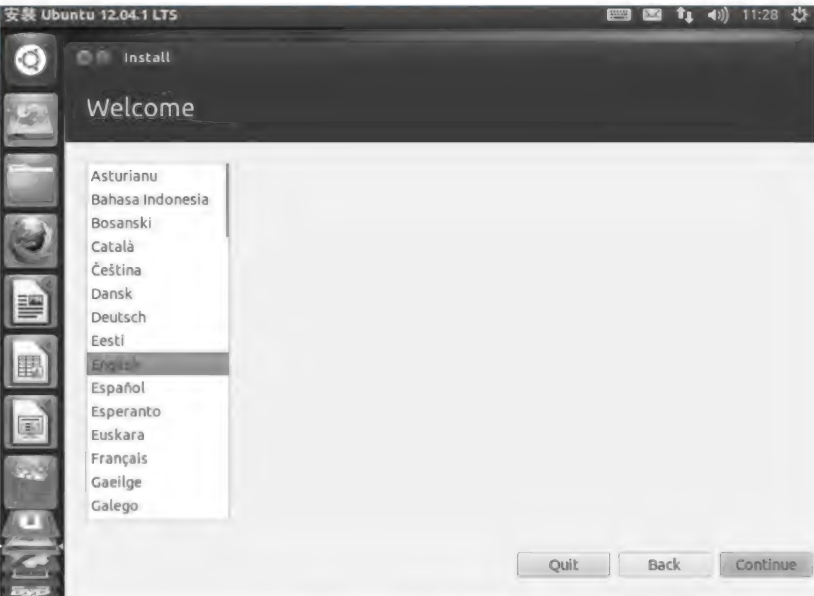 安装 Ubuntu 12.04.1 LTS
11:28
Install
Welcome
Asturianu
Bahasa Indonesia
Bosanski
Català
Čeština
Dansk
Deutsch
Eesti
English
Español
Esperanto
Euskara
Français
Gaeilge
Galego
Quit
Back
Continue